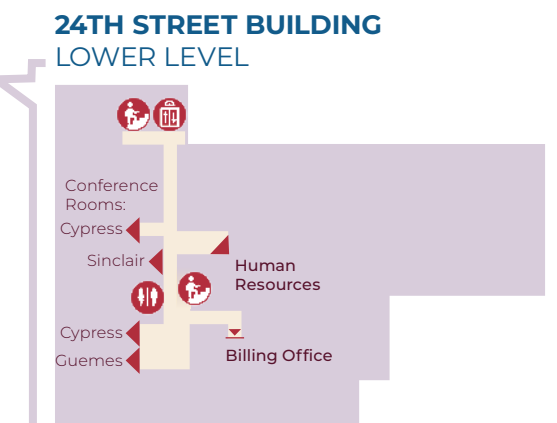 24TH STREET BUILDING
LOWER LEVEL
Conference
Rooms:
Cypress
Sinclair
Human
Resources
Cypress
Guemes
Billing Office